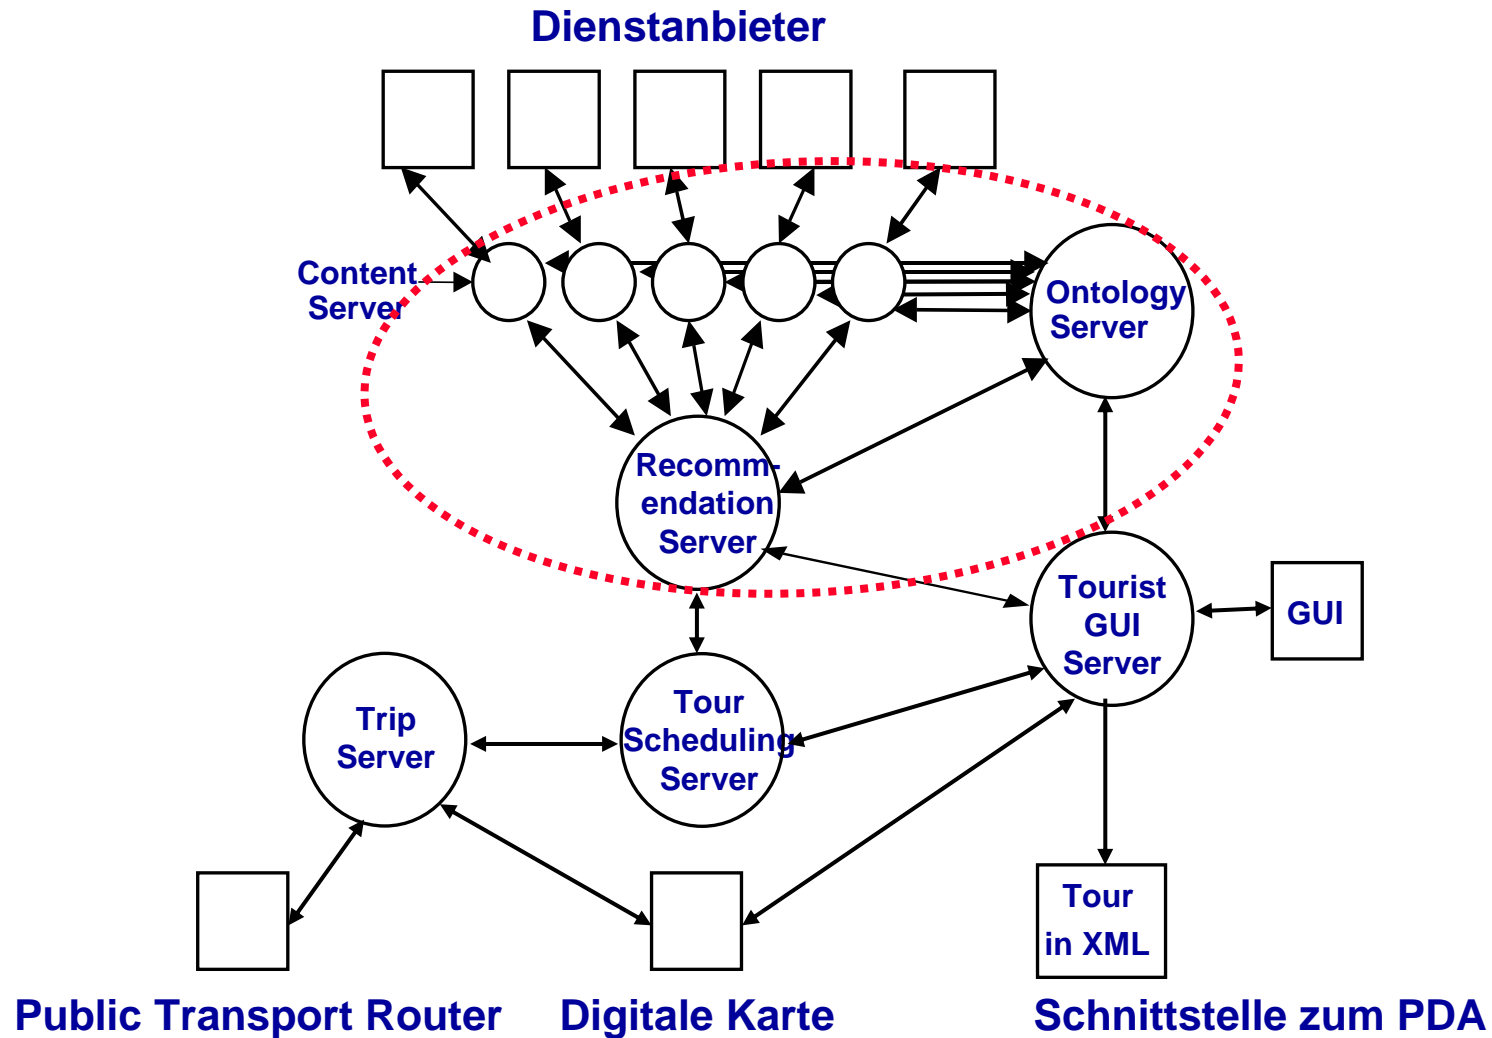 Dienstanbieter
Content
Server
Ontology
Server
Recomm-
endation
Server
Tourist
GUI
Server
GUI
Trip
Server
Tour
Scheduling
Server
Tour
in XML
Public Transport Router
Digitale Karte
Schnittstelle zum PDA